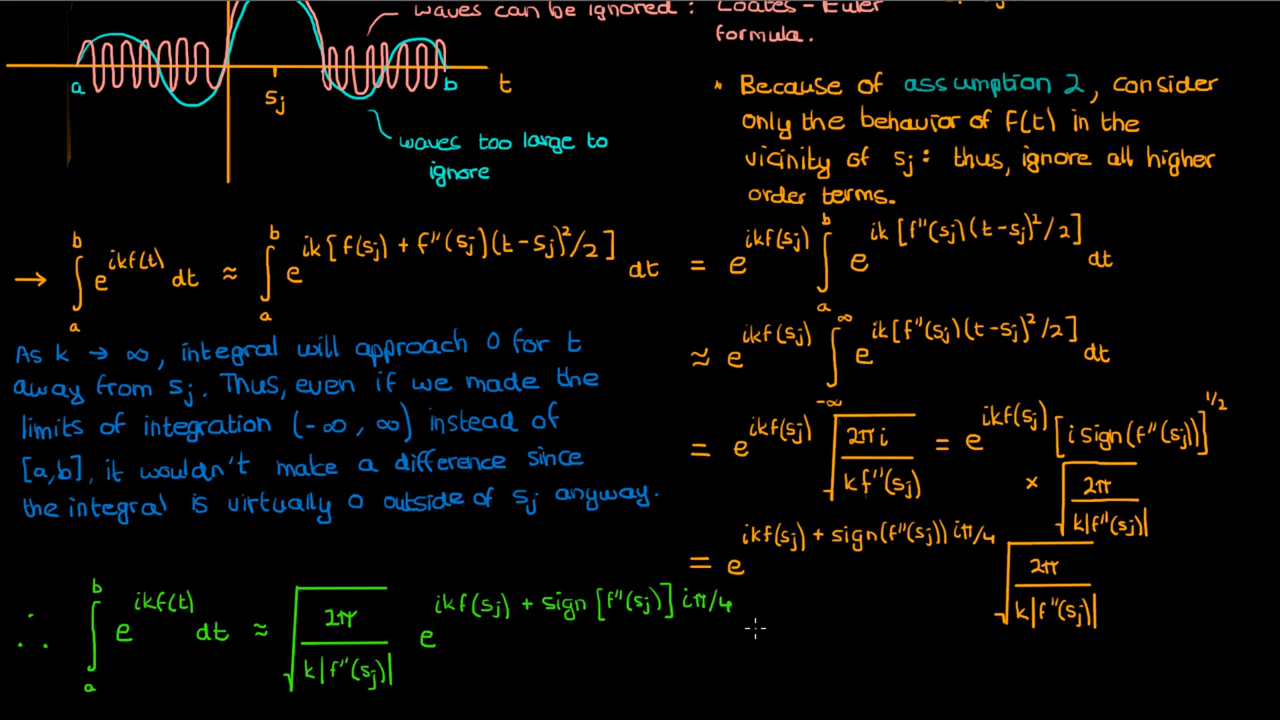 waves can be ignored :
a
s_j
b
t
waves too large to
ignore
Coates - Euler
formula.
* Because of assumption 2, consider
only the behavior of f(t) in the
vicinity of s_j : thus, ignore all higher
order terms.
→ ∫_a^b e^{ikf(t)} dt ≈ ∫_a^b e^{ik[f(s_j) + f''(s_j)(t-s_j)^2/2]} dt = e^{ikf(s_j)} ∫_a^b e^{ik[f''(s_j)(t-s_j)^2/2]} dt
≈ e^{ikf(s_j)} ∫_{-∞}^{∞} e^{ik[f''(s_j)(t-s_j)^2/2]} dt
= e^{ikf(s_j)} √(2πi / kf''(s_j)) = e^{ikf(s_j)} [i sign(f''(s_j))]^{1/2}
× √(2π / k|f''(s_j)|)
= e^{ikf(s_j) + sign(f''(s_j)) iπ/4} √(2π / k|f''(s_j)|)
As k → ∞, integral will approach 0 for t
away from s_j. Thus, even if we made the
limits of integration (-∞, ∞) instead of
[a,b], it wouldn't make a difference since
the integral is virtually 0 outside of s_j anyway.
∴ ∫_a^b e^{ikf(t)} dt ≈ √(2π / k|f''(s_j)|) e^{ikf(s_j) + sign[f''(s_j)] iπ/4}